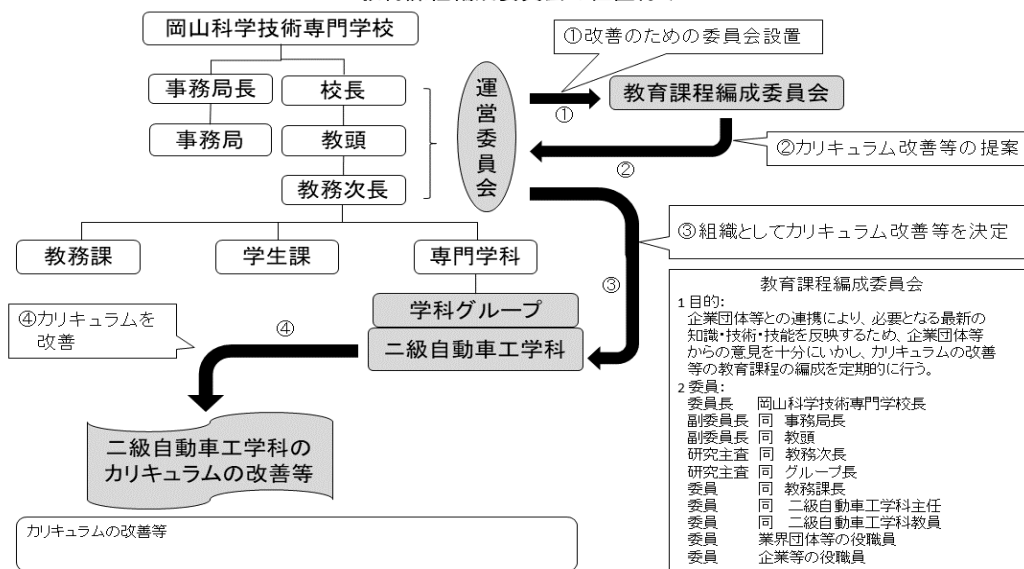 岡山科学技術専門学校
①改善のための委員会設置
事務局長
校長
運営委員会
①
教育課程編成委員会
事務局
教頭
②カリキュラム改善等の提案
②
教務次長
③組織としてカリキュラム改善等を決定
教務課
学生課
専門学科
③
学科グループ
二級自動車工学科
④カリキュラムを
改善
④
二級自動車工学科の
カリキュラムの改善等
カリキュラムの改善等
教育課程編成委員会
1 目的:
企業団体等との連携により、必要となる最新の
知識・技術・技能を反映するため、企業団体等
からの意見を十分にいかし、カリキュラムの改善
等の教育課程の編成を定期的に行う。
2 委員:
委員長 岡山科学技術専門学校長
副委員長 同 事務局長
副委員長 同 教頭
研究主査 同 教務次長
研究主査 同 グループ長
委員 同 教務課長
委員 同 二級自動車工学科主任
委員 同 二級自動車工学科教員
委員 業界団体等の役職員
委員 企業等の役職員